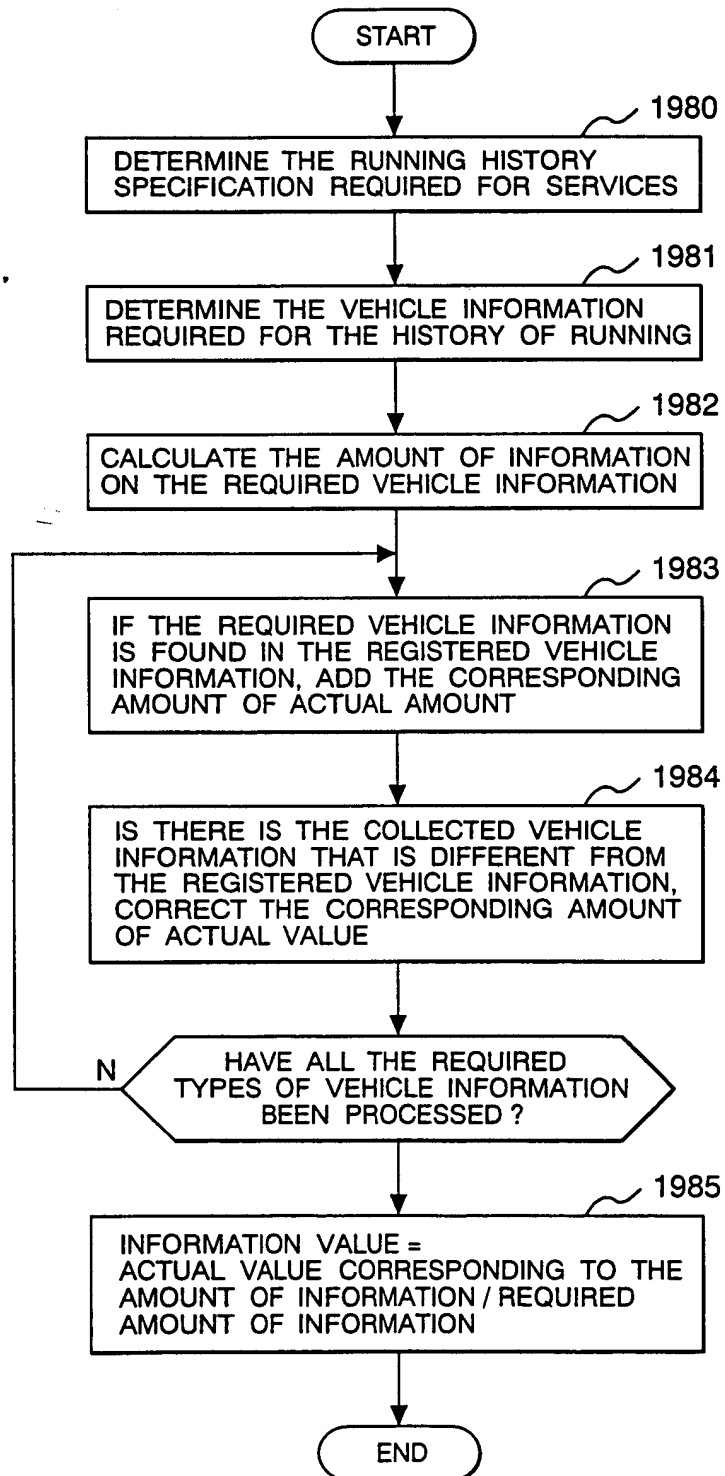 START
1980
DETERMINE THE RUNNING HISTORY
SPECIFICATION REQUIRED FOR SERVICES
1981
DETERMINE THE VEHICLE INFORMATION
REQUIRED FOR THE HISTORY OF RUNNING
1982
CALCULATE THE AMOUNT OF INFORMATION
ON THE REQUIRED VEHICLE INFORMATION
1983
IF THE REQUIRED VEHICLE INFORMATION
IS FOUND IN THE REGISTERED VEHICLE
INFORMATION, ADD THE CORRESPONDING
AMOUNT OF ACTUAL AMOUNT
1984
IS THERE IS THE COLLECTED VEHICLE
INFORMATION THAT IS DIFFERENT FROM
THE REGISTERED VEHICLE INFORMATION,
CORRECT THE CORRESPONDING AMOUNT
OF ACTUAL VALUE
N
HAVE ALL THE REQUIRED
TYPES OF VEHICLE INFORMATION
BEEN PROCESSED ?
1985
INFORMATION VALUE =
ACTUAL VALUE CORRESPONDING TO THE
AMOUNT OF INFORMATION / REQUIRED
AMOUNT OF INFORMATION
END